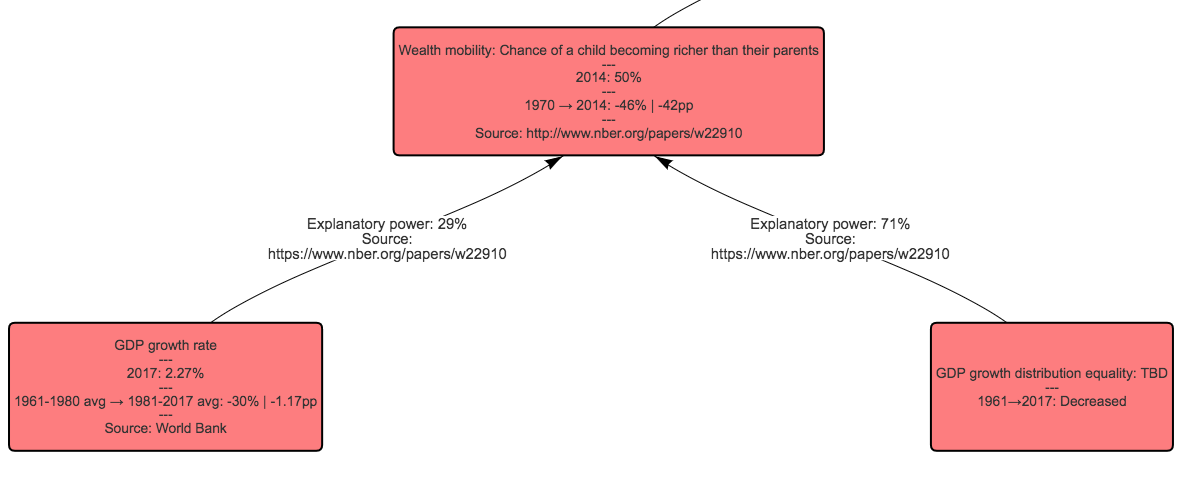 Wealth mobility: Chance of a child becoming richer than their parents
---
2014: 50%
---
1970 → 2014: -46% | -42pp
---
Source: http://www.nber.org/papers/w22910
Explanatory power: 29%
Source:
https://www.nber.org/papers/w22910
Explanatory power: 71%
Source:
https://www.nber.org/papers/w22910
GDP growth rate
---
2017: 2.27%
---
1961-1980 avg → 1981-2017 avg: -30% | -1.17pp
---
Source: World Bank
GDP growth distribution equality: TBD
---
1961→2017: Decreased